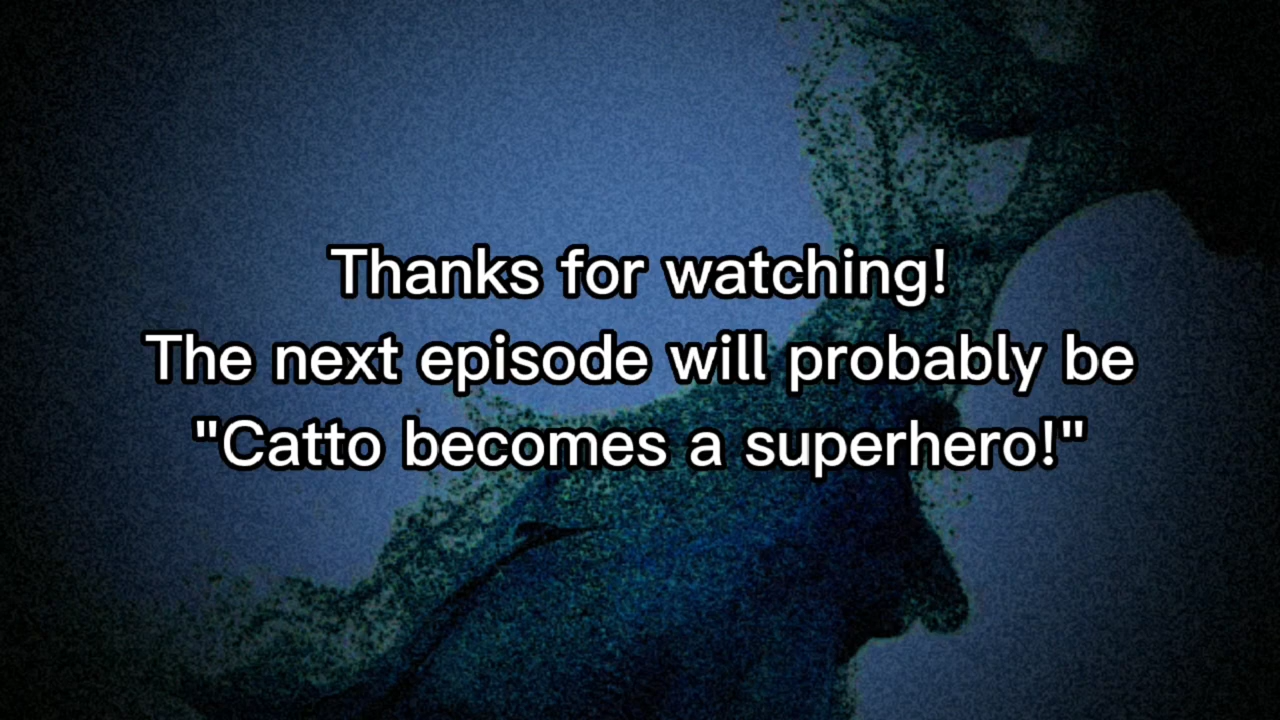 Thanks for watching!
The next episode will probably be
"Catto becomes a superhero!"